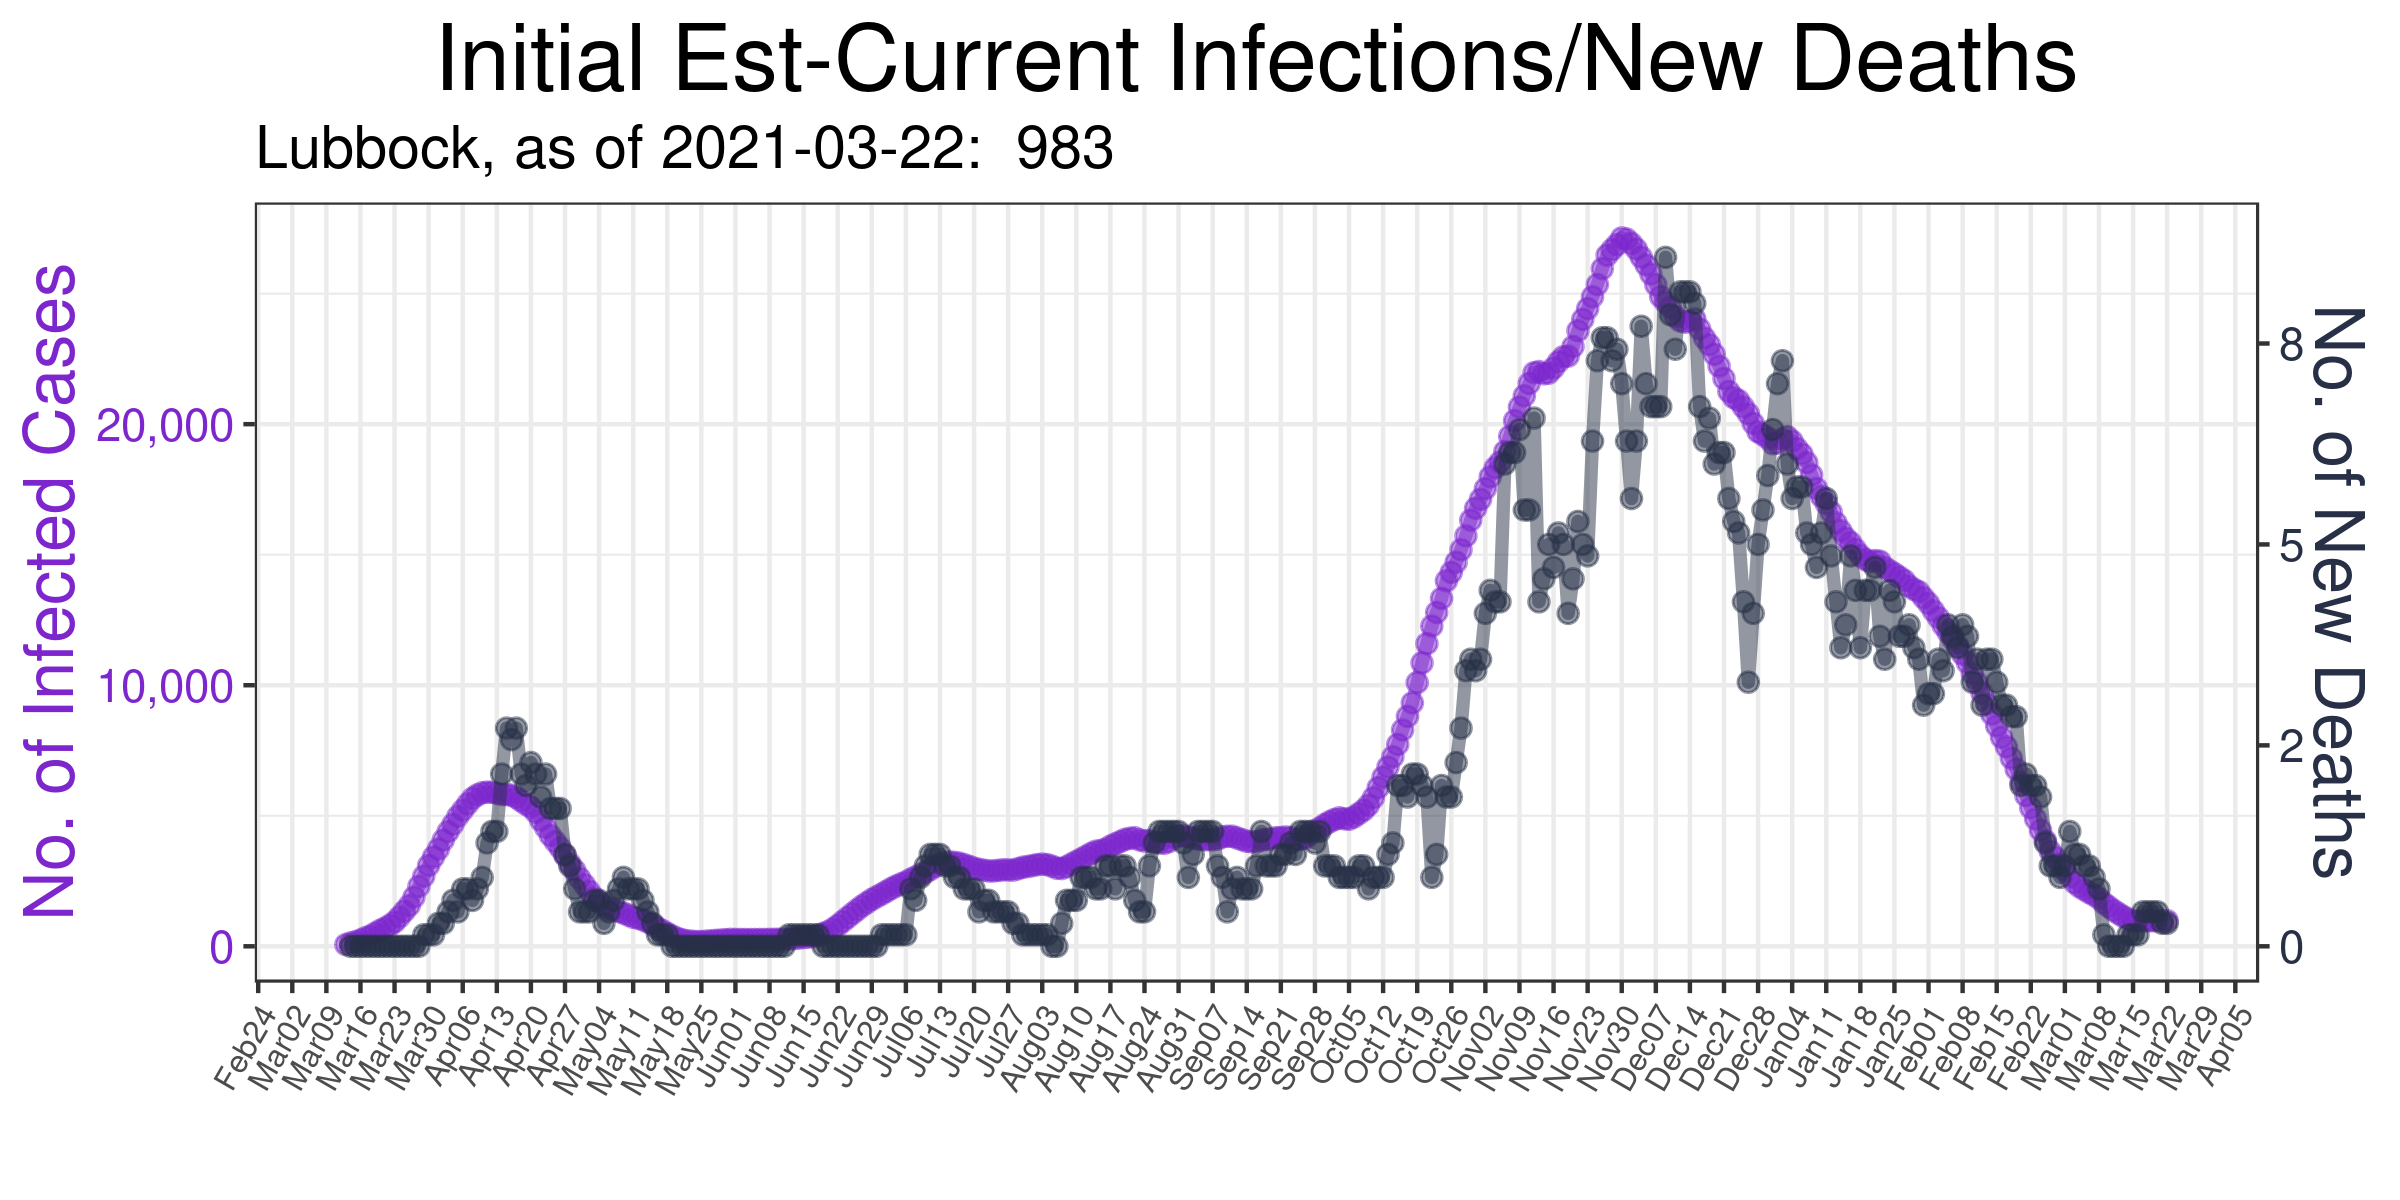 Initial Est-Current Infections/New Deaths
Lubbock, as of 2021-03-22:  983
No. of Infected Cases
20,000
10,000
0
No. of New Deaths
8
5
2
0
Feb24
Mar02
Mar09
Mar16
Mar23
Mar30
Apr06
Apr13
Apr20
Apr27
May04
May11
May18
May25
Jun01
Jun08
Jun15
Jun22
Jun29
Jul06
Jul13
Jul20
Jul27
Aug03
Aug10
Aug17
Aug24
Aug31
Sep07
Sep14
Sep21
Sep28
Oct05
Oct12
Oct19
Oct26
Nov02
Nov09
Nov16
Nov23
Nov30
Dec07
Dec14
Dec21
Dec28
Jan04
Jan11
Jan18
Jan25
Feb01
Feb08
Feb15
Feb22
Mar01
Mar08
Mar15
Mar22
Mar29
Apr05